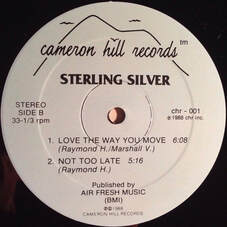 cameron hill records™
STERLING SILVER
STEREO
SIDE B
33-1/3 rpm
chr - 001
℗1988 chr inc.
1. LOVE THE WAY YOU MOVE 6:08
(Raymond H./Marshall V.)
2. NOT TOO LATE 5:16
(Raymond H.)
Published by
AIR FRESH MUSIC
(BMI)
℗©1988
CAMERON HILL RECORDS